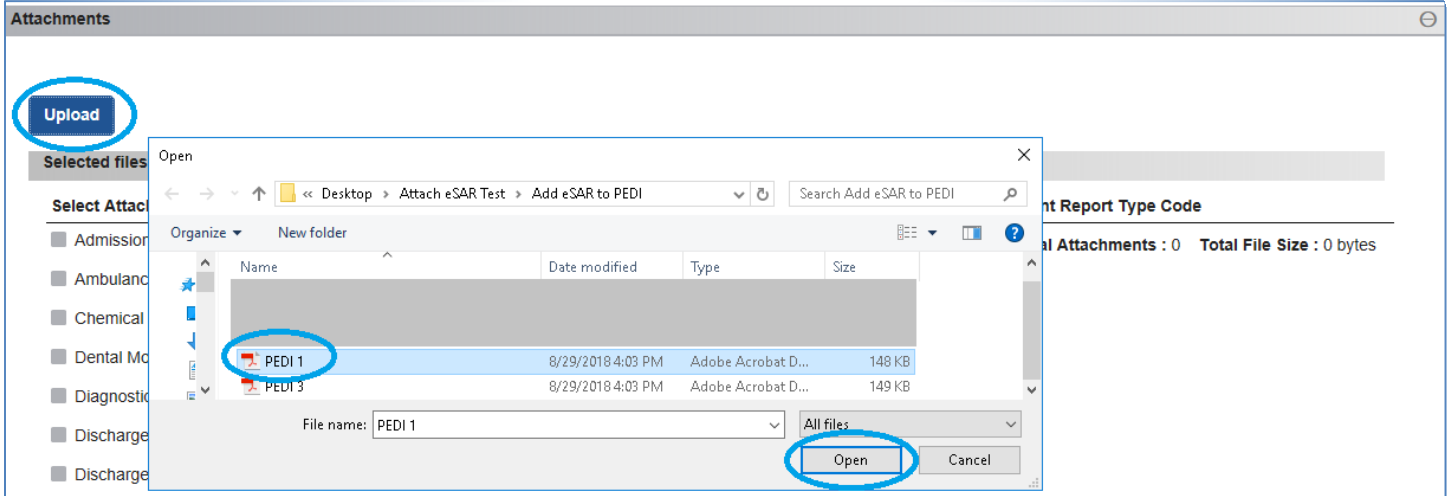 Attachments
Upload
Selected files
Open
« Desktop › Attach eSAR Test › Add eSAR to PEDI
Search Add eSAR to PEDI
Select Attacl
nt Report Type Code
Organize
New folder
?
Admission
al Attachments : 0 Total File Size : 0 bytes
Name Date modified Type Size
Ambulanc
Chemical
Dental Mo
PEDI 1 8/29/2018 4:03 PM Adobe Acrobat D... 148 KB
PEDI 3 8/29/2018 4:03 PM Adobe Acrobat D... 149 KB
Diagnostic
File name: PEDI 1
All files
Discharge
Open
Cancel
Discharge